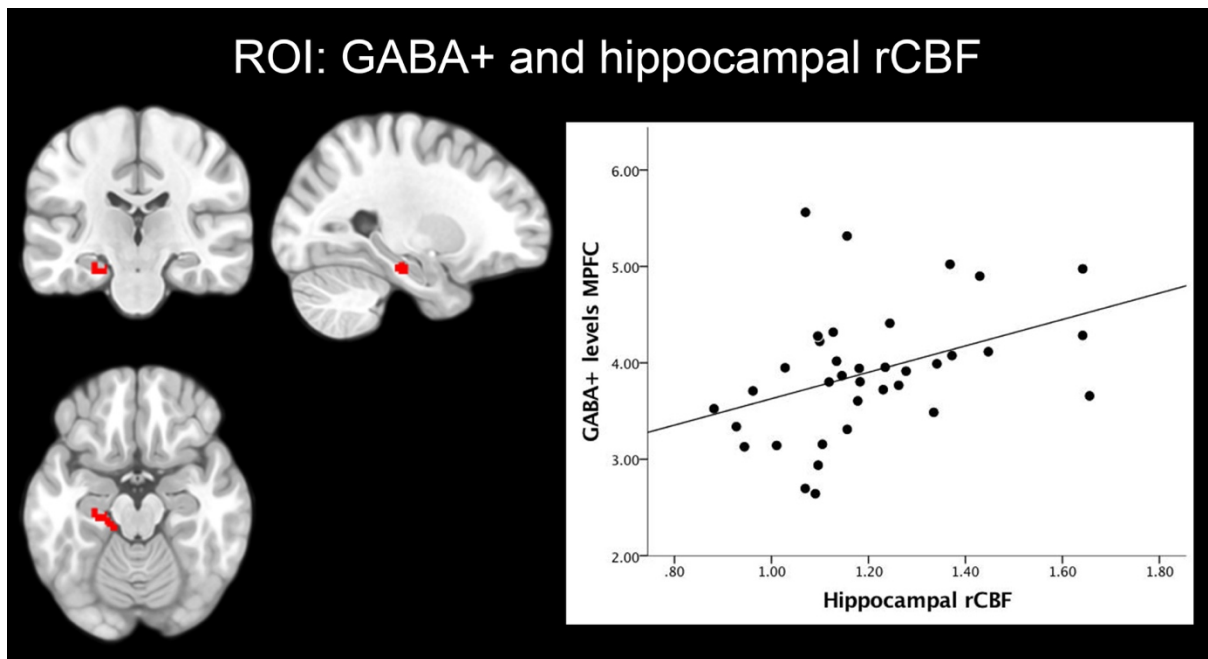 ROI: GABA+ and hippocampal rCBF
GABA+ levels MPFC
6.00
5.00
4.00
3.00
2.00
.80 1.00 1.20 1.40 1.60 1.80
Hippocampal rCBF